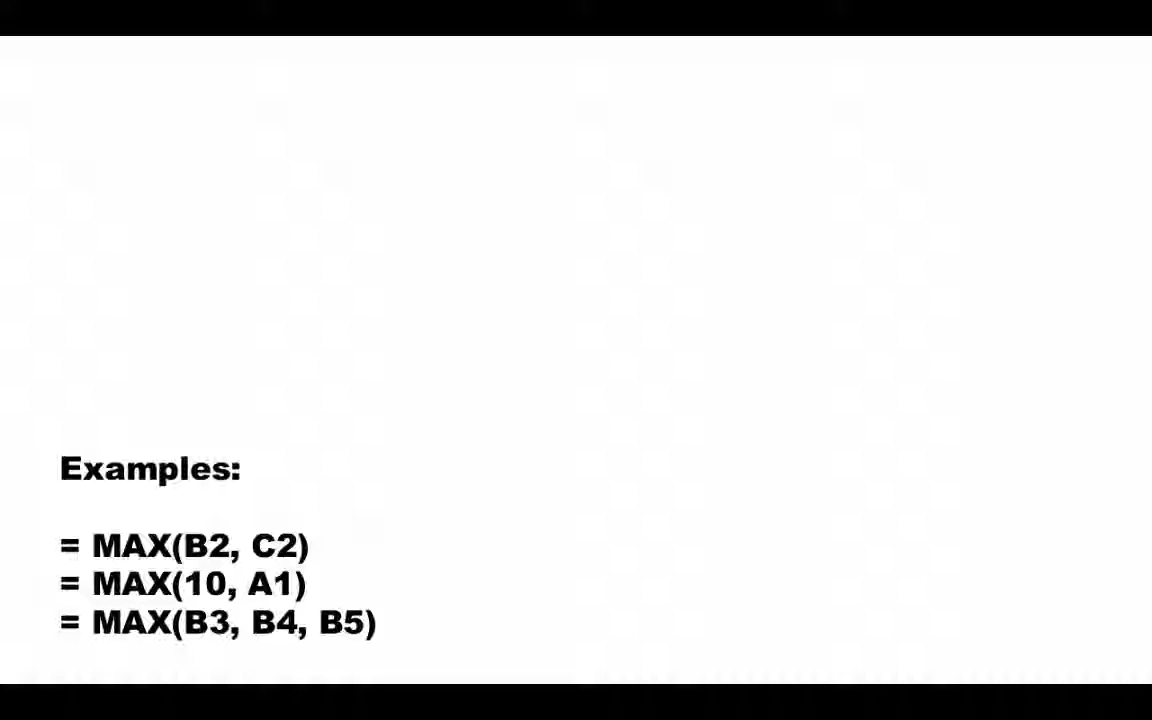 Examples:
= MAX(B2, C2)
= MAX(10, A1)
= MAX(B3, B4, B5)